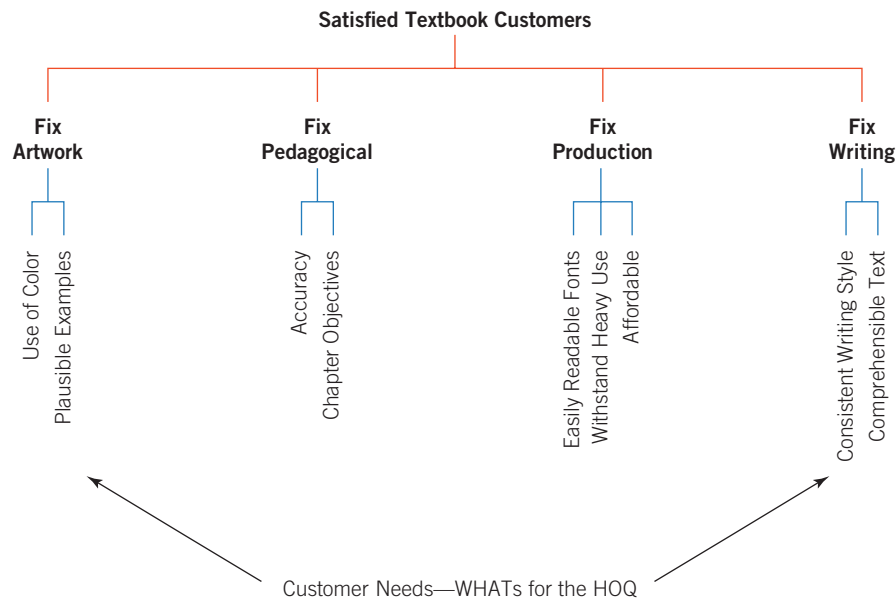 Satisfied Textbook Customers
Fix
Artwork
Fix
Pedagogical
Fix
Production
Fix
Writing
Use of Color
Plausible Examples
Accuracy
Chapter Objectives
Easily Readable Fonts
Withstand Heavy Use
Affordable
Consistent Writing Style
Comprehensible Text
Customer Needs—WHATs for the HOQ